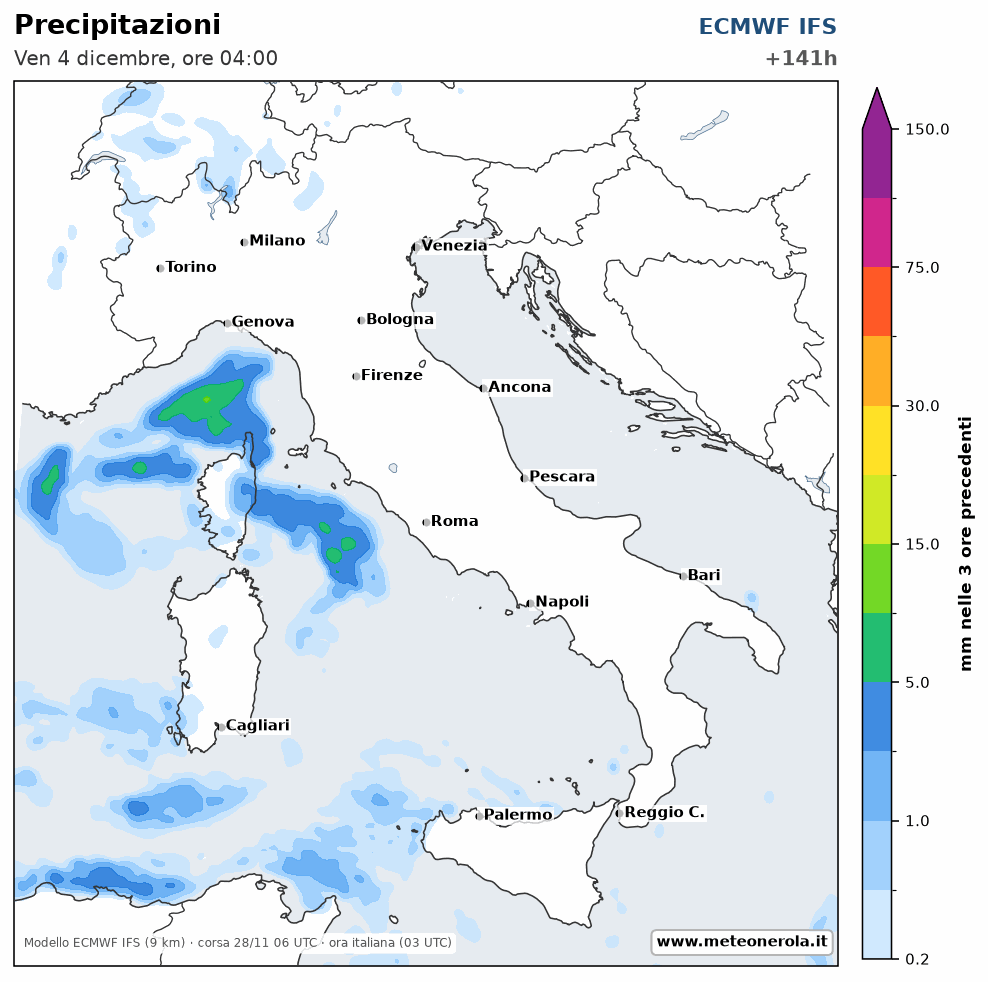 Precipitazioni
ECMWF IFS
Ven 4 dicembre, ore 04:00
+141h
150.0
75.0
30.0
15.0
5.0
1.0
0.2
mm nelle 3 ore precedenti
Milano
Venezia
Torino
Genova
Bologna
Firenze
Ancona
Pescara
Roma
Bari
Napoli
Cagliari
Palermo
Reggio C.
Modello ECMWF IFS (9 km) · corsa 28/11 06 UTC · ora italiana (03 UTC)
www.meteonerola.it